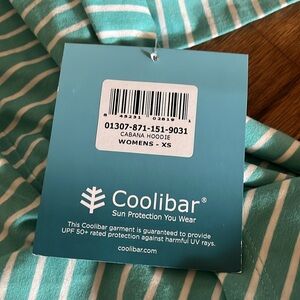 01307-871-151-9031
CABANA HOODIE
WOMENS - XS
Coolibar®
Sun Protection You Wear
This Coolibar garment is guaranteed to provide
UPF 50+ rated protection against harmful UV rays.
coolibar.com